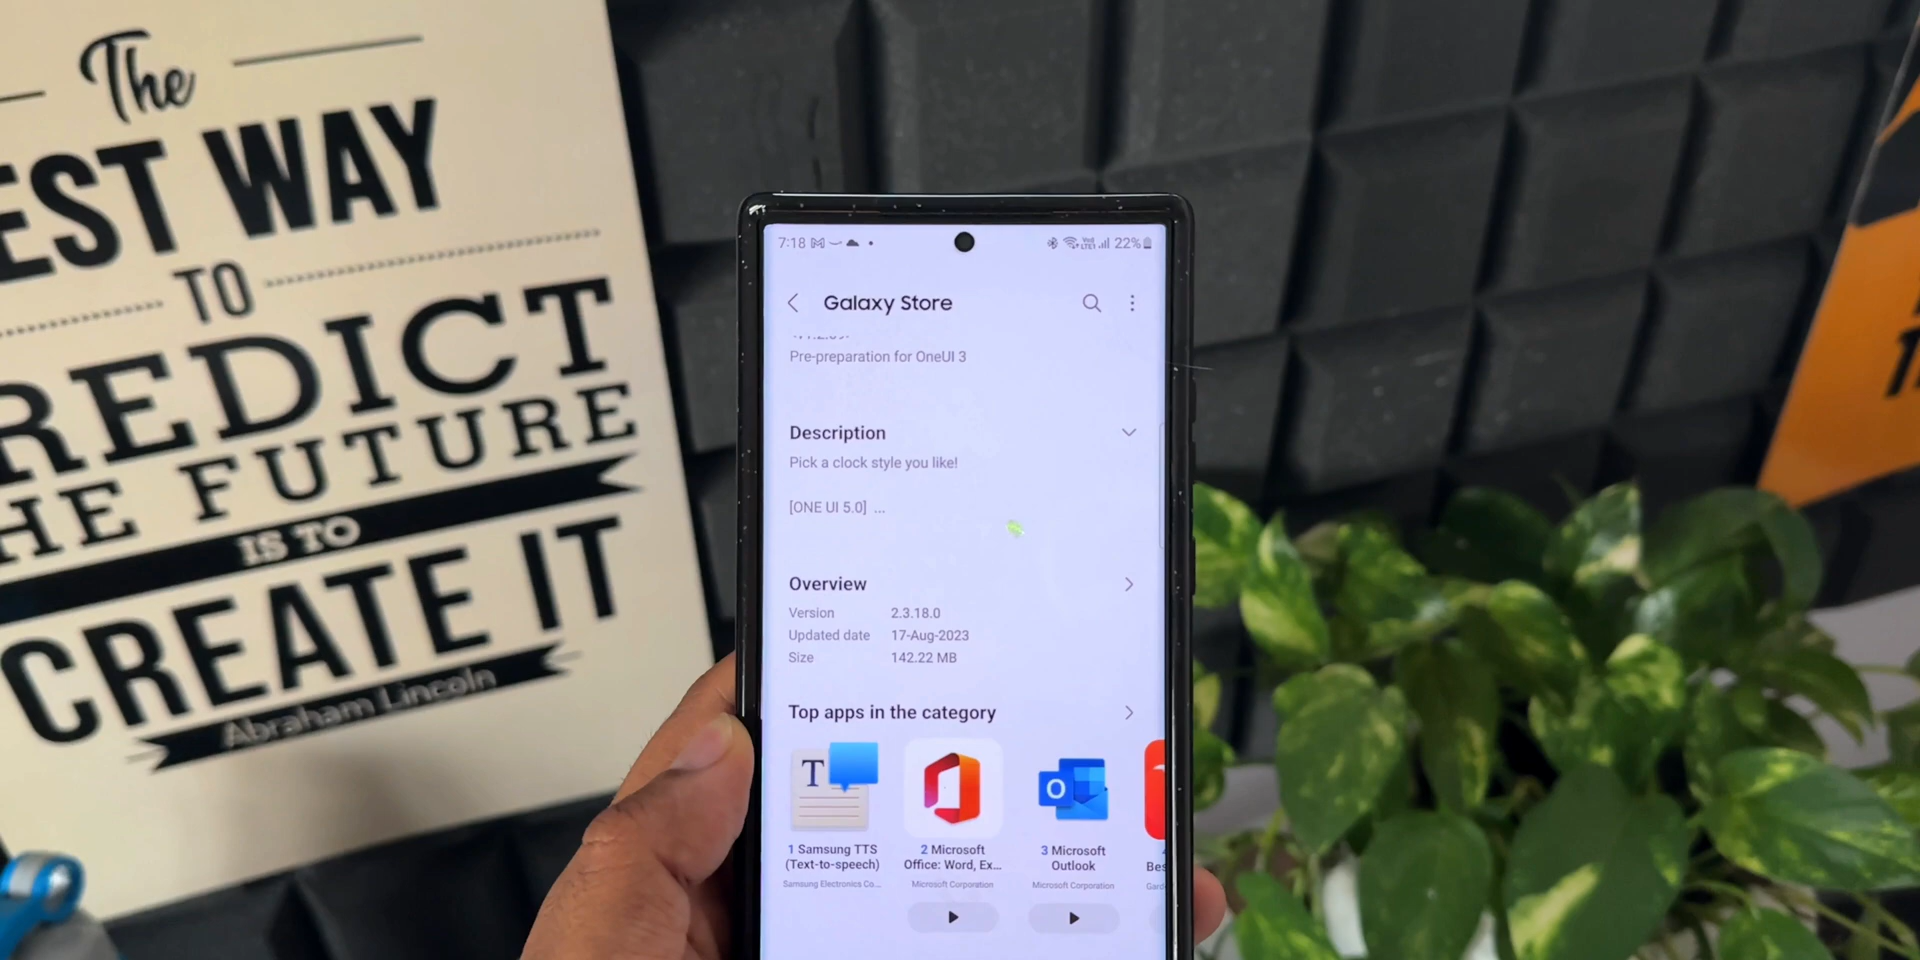 The
EST WAY
TO
REDICT
HE FUTURE
IS TO
CREATE IT
Abraham Lincoln
7:18
22%
Galaxy Store
Pre-preparation for OneUI 3
Description
Pick a clock style you like!
[ONE UI 5.0] ...
Overview
Version 2.3.18.0
Updated date 17-Aug-2023
Size 142.22 MB
Top apps in the category
T
O
1 Samsung TTS
(Text-to-speech)
Samsung Electronics Co...
2 Microsoft
Office: Word, Ex...
Microsoft Corporation
3 Microsoft
Outlook
Microsoft Corporation
Bes
Gard